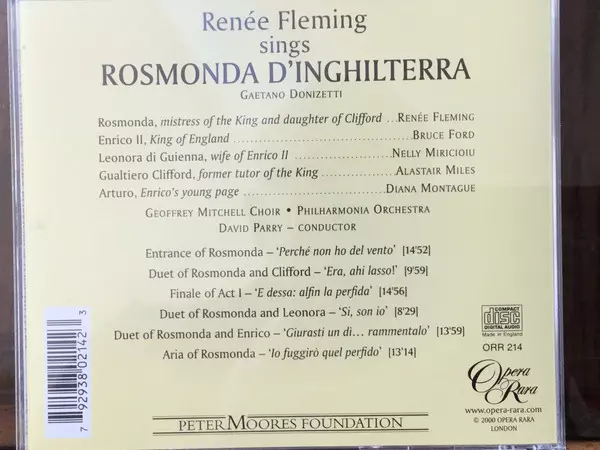 Renée Fleming
sings
ROSMONDA D'INGHILTERRA
GAETANO DONIZETTI
Rosmonda, mistress of the King and daughter of Clifford ...RENÉE FLEMING
Enrico II, King of England ................................ BRUCE FORD
Leonora di Guienna, wife of Enrico II ................ NELLY MIRICIOIU
Gualtiero Clifford, former tutor of the King ............ALASTAIR MILES
Arturo, Enrico's young page ............................DIANA MONTAGUE
GEOFFREY MITCHELL CHOIR • PHILHARMONIA ORCHESTRA
DAVID PARRY – CONDUCTOR
Entrance of Rosmonda – 'Perché non ho del vento' [14'52]
Duet of Rosmonda and Clifford – 'Era, ahi lasso!' [9'59]
Finale of Act I – 'E dessa: alfin la perfida' [14'56]
Duet of Rosmonda and Leonora – 'Si, son io' [8'29]
Duet of Rosmonda and Enrico – 'Giurasti un di... rammentalo' [13'59]
Aria of Rosmonda – 'Io fuggirò quel perfido' [13'14]
7 92938 02142 3
COMPACT
disc
DIGITAL AUDIO
Made in England
ORR 214
Opera
Rara
www.opera-rara.com
© 2000 OPERA RARA
LONDON
PETER MOORES FOUNDATION